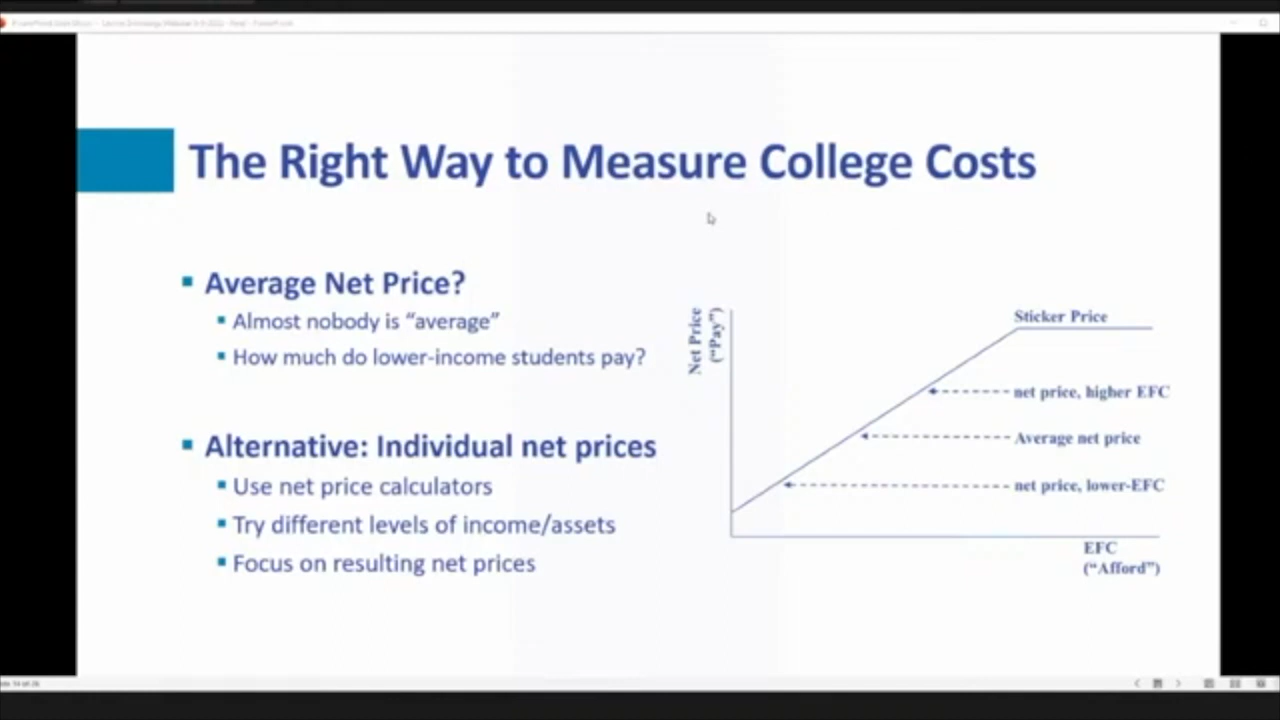 The Right Way to Measure College Costs
Average Net Price?
Almost nobody is “average”
How much do lower-income students pay?
Alternative: Individual net prices
Use net price calculators
Try different levels of income/assets
Focus on resulting net prices
Net Price
(“Pay”)
Sticker Price
net price, higher EFC
Average net price
net price, lower-EFC
EFC
(“Afford”)